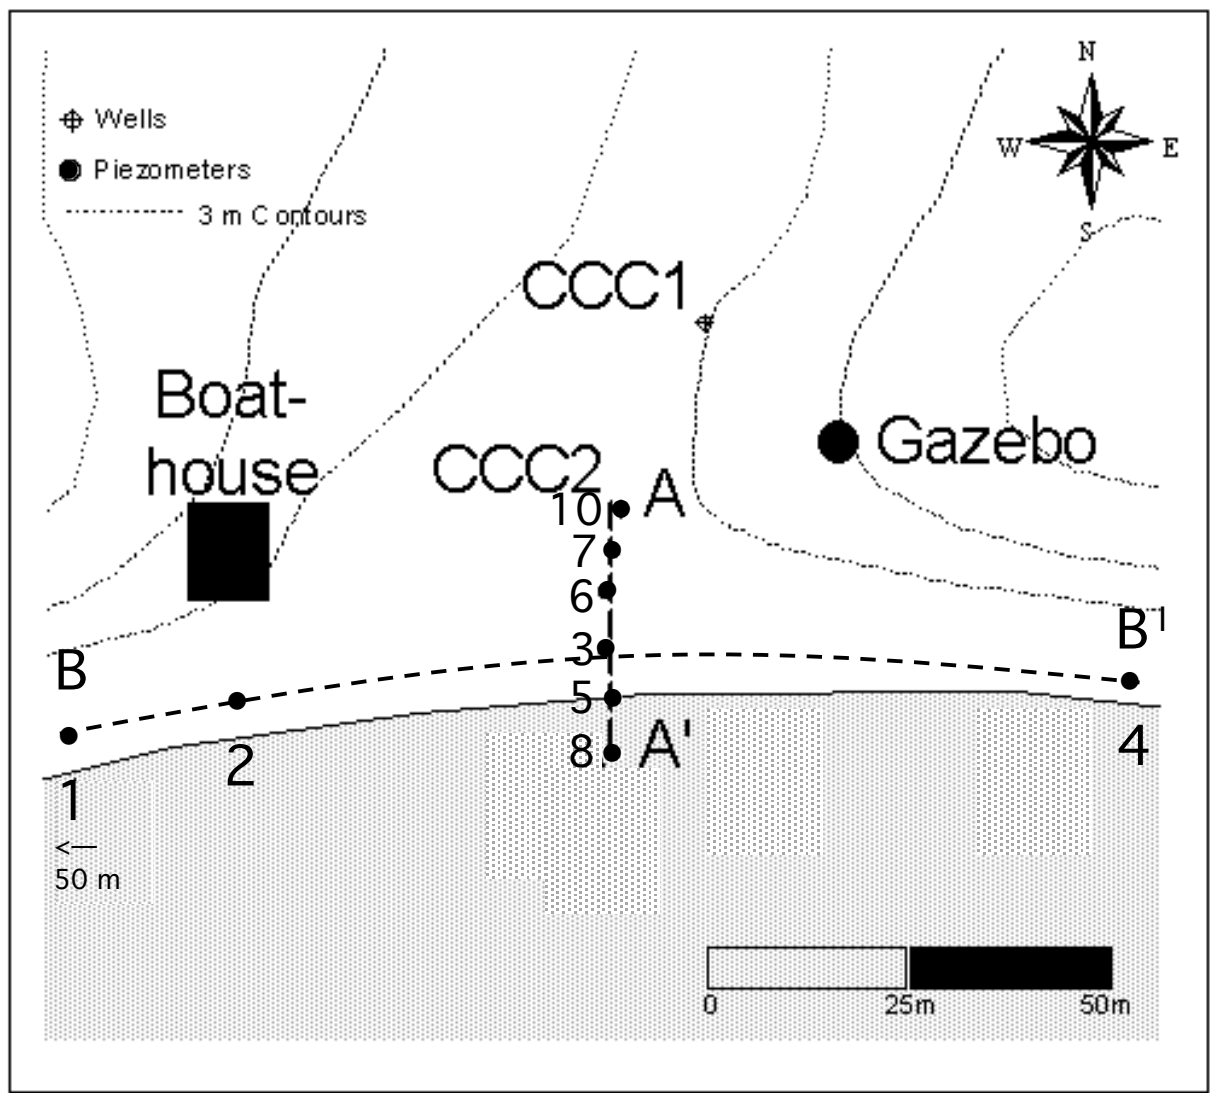 N
W E
S
Wells
Piezometers
3 m Contours
CCC1
Boat-
house
Gazebo
CCC2
A
10
7
6
3
5
8
A'
B
B¹
1
2
4
<—
50 m
0 25m 50m